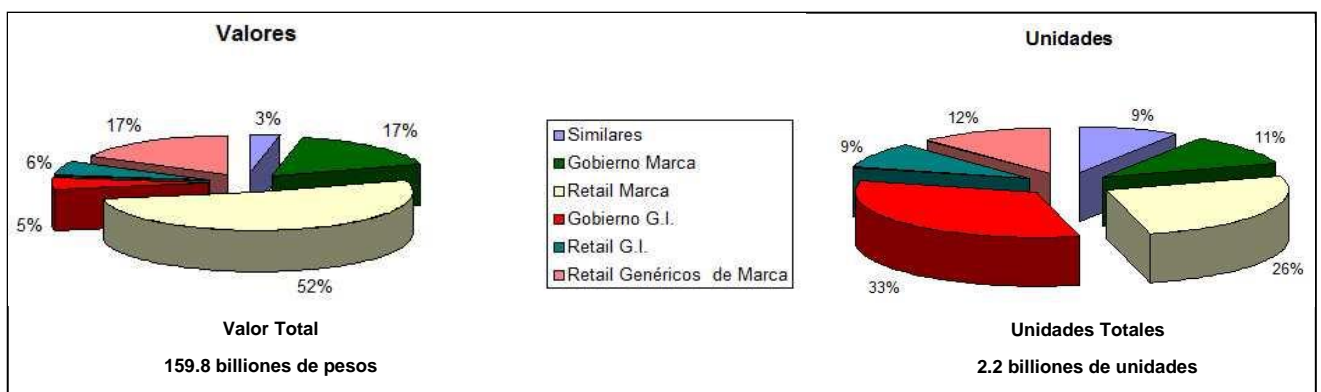 Valores
3%
17%
52%
5%
6%
17%
Valor Total
159.8 billiones de pesos
Similares
Gobierno Marca
Retail Marca
Gobierno G.I.
Retail G.I.
Retail Genéricos de Marca
Unidades
9%
11%
26%
33%
9%
12%
Unidades Totales
2.2 billiones de unidades